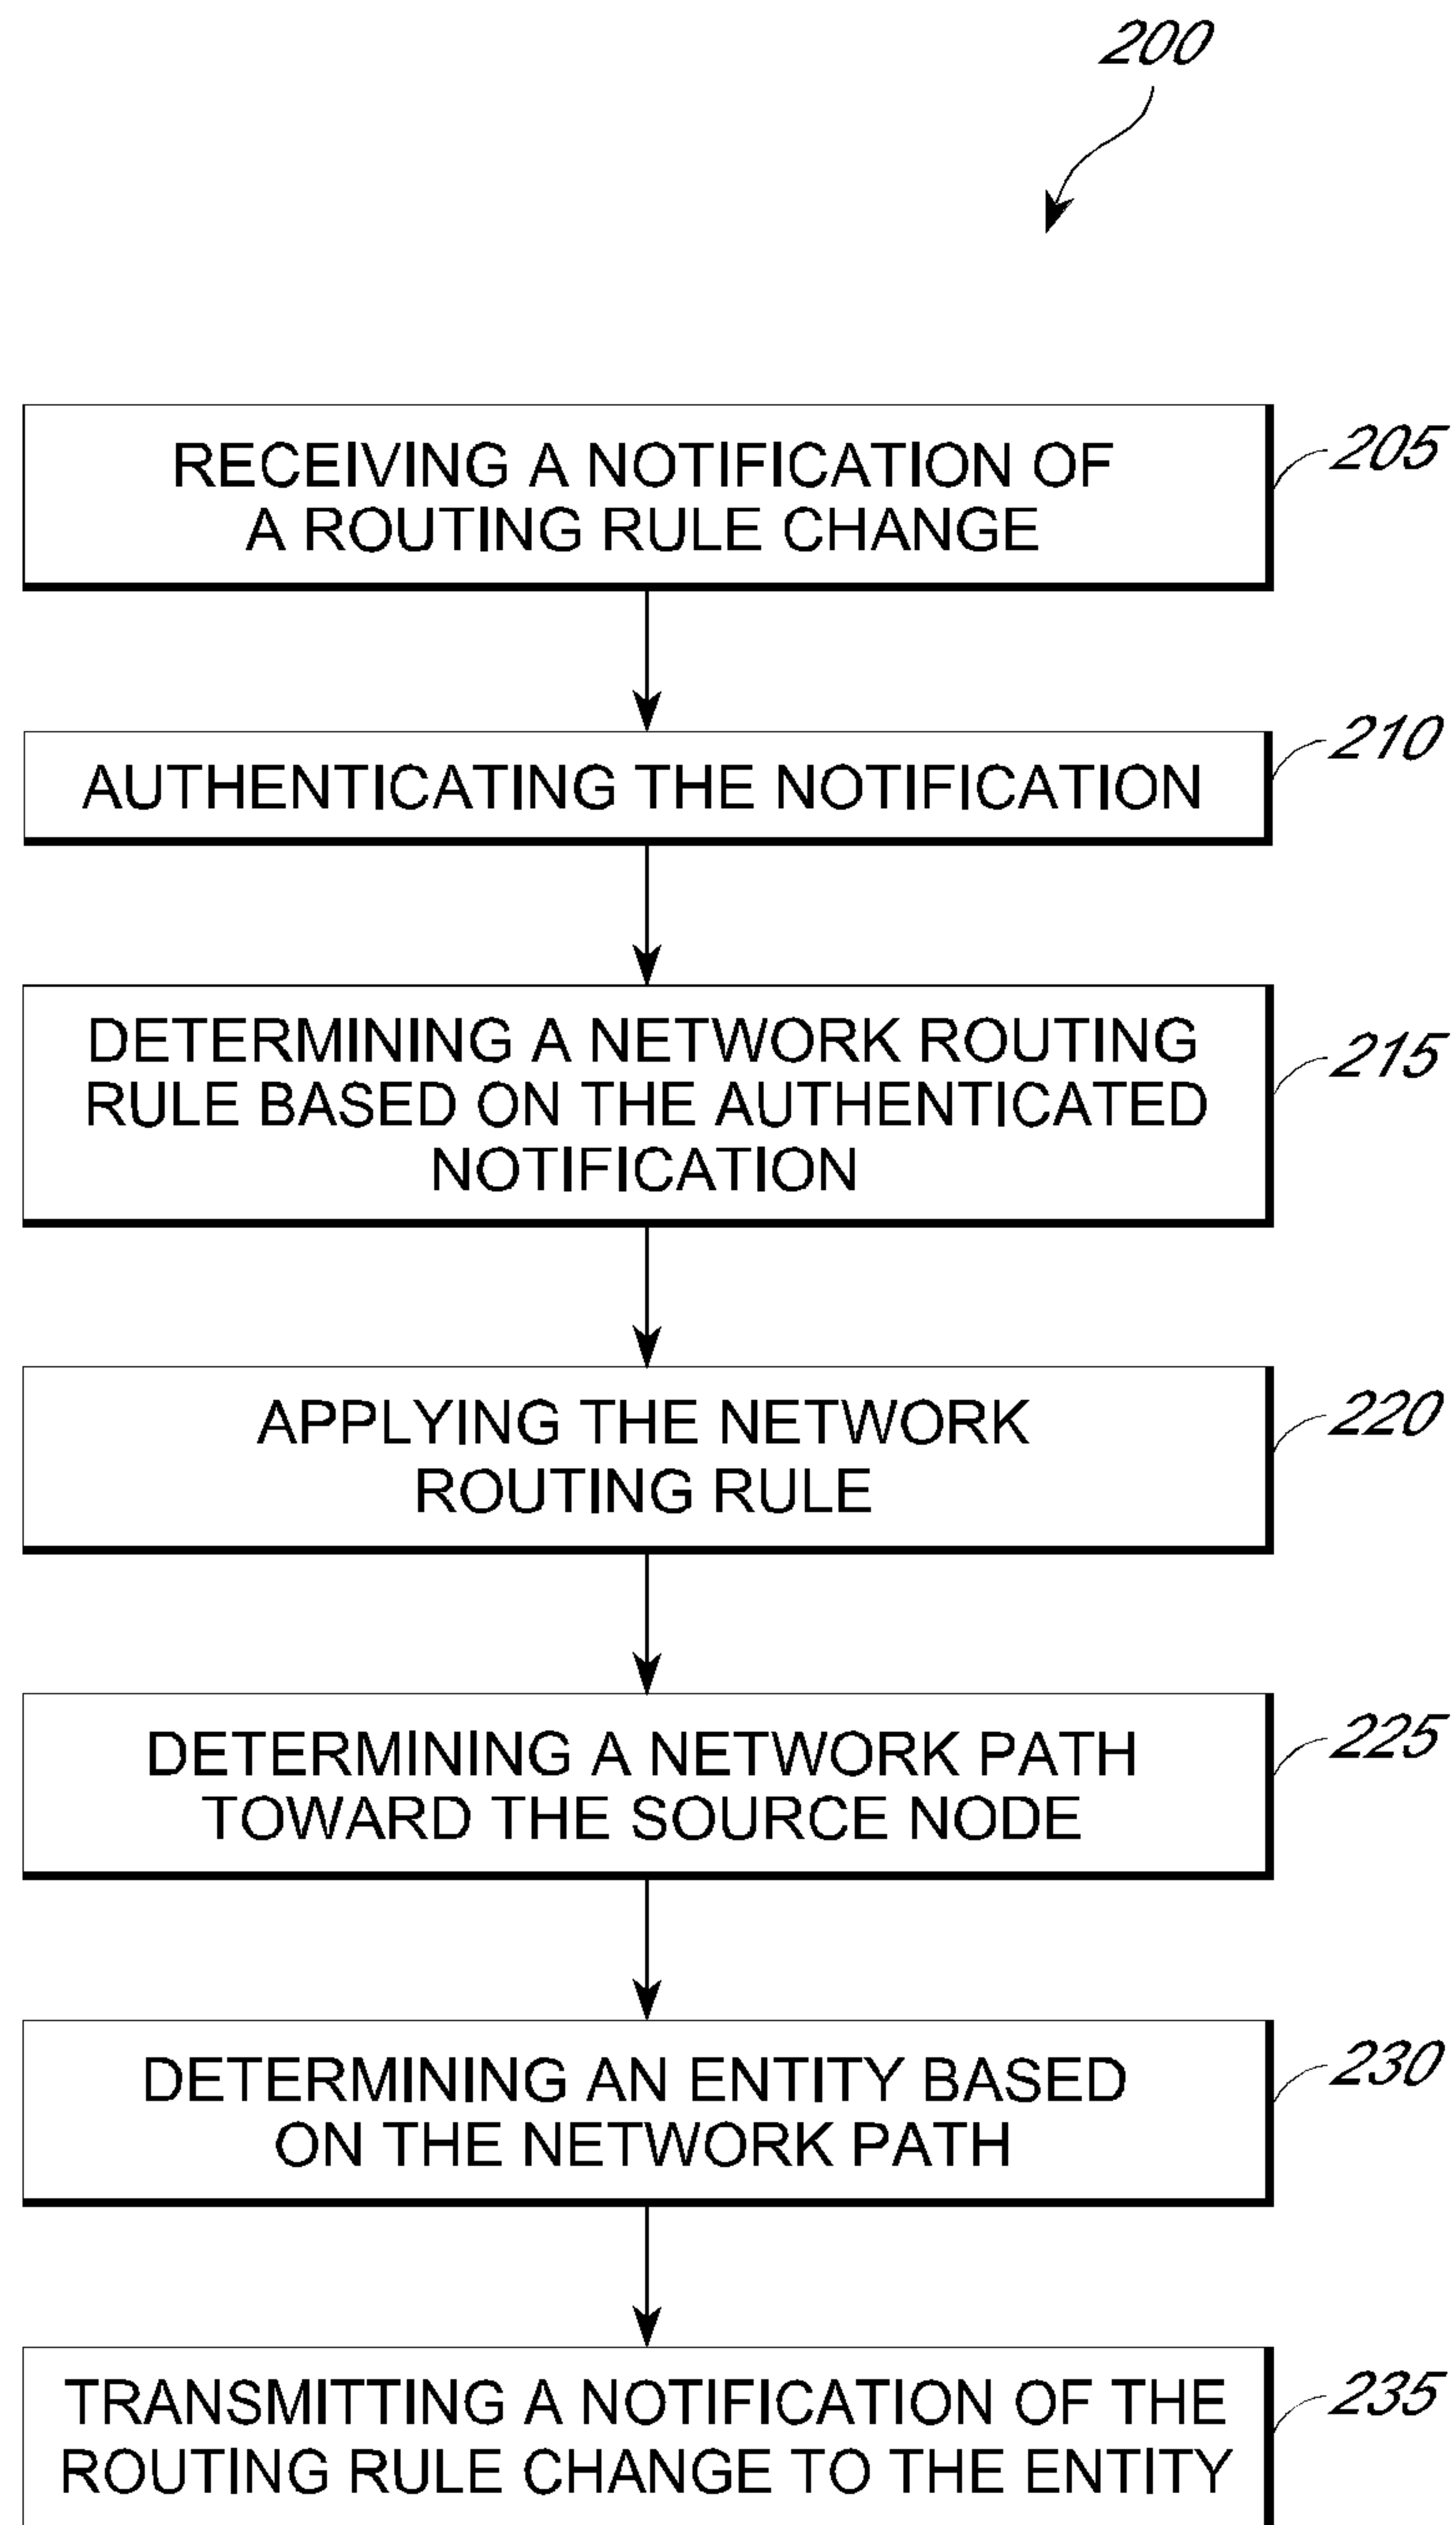 200
RECEIVING A NOTIFICATION OF
A ROUTING RULE CHANGE
205
AUTHENTICATING THE NOTIFICATION
210
DETERMINING A NETWORK ROUTING
RULE BASED ON THE AUTHENTICATED
NOTIFICATION
215
APPLYING THE NETWORK
ROUTING RULE
220
DETERMINING A NETWORK PATH
TOWARD THE SOURCE NODE
225
DETERMINING AN ENTITY BASED
ON THE NETWORK PATH
230
TRANSMITTING A NOTIFICATION OF THE
ROUTING RULE CHANGE TO THE ENTITY
235